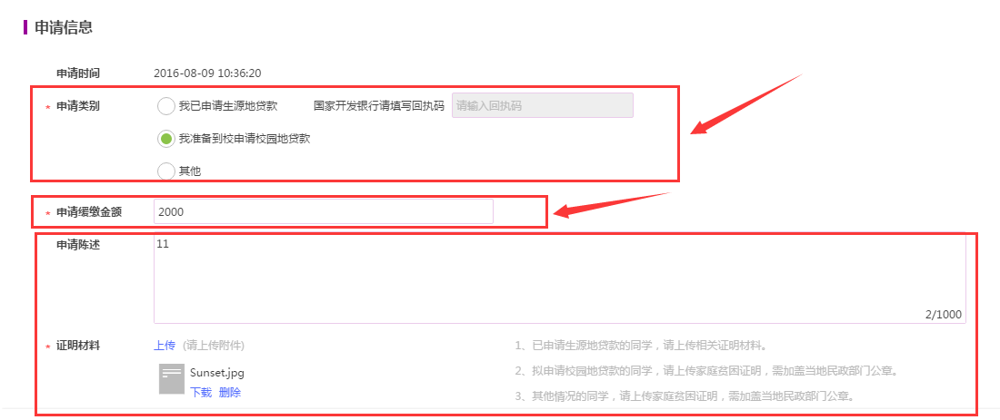 申请信息
申请时间 2016-08-09 10:36:20
* 申请类别 我已申请生源地贷款 国家开发银行请填写回执码 请输入回执码
我准备到校申请校园地贷款
其他
* 申请缓缴金额 2000
申请陈述 11
2/1000
* 证明材料 上传 (请上传附件) 1、已申请生源地贷款的同学，请上传相关证明材料。
Sunset.jpg 2、拟申请校园地贷款的同学，请上传家庭贫困证明，需加盖当地民政部门公章。
下载 删除 3、其他情况的同学，请上传家庭贫困证明，需加盖当地民政部门公章。